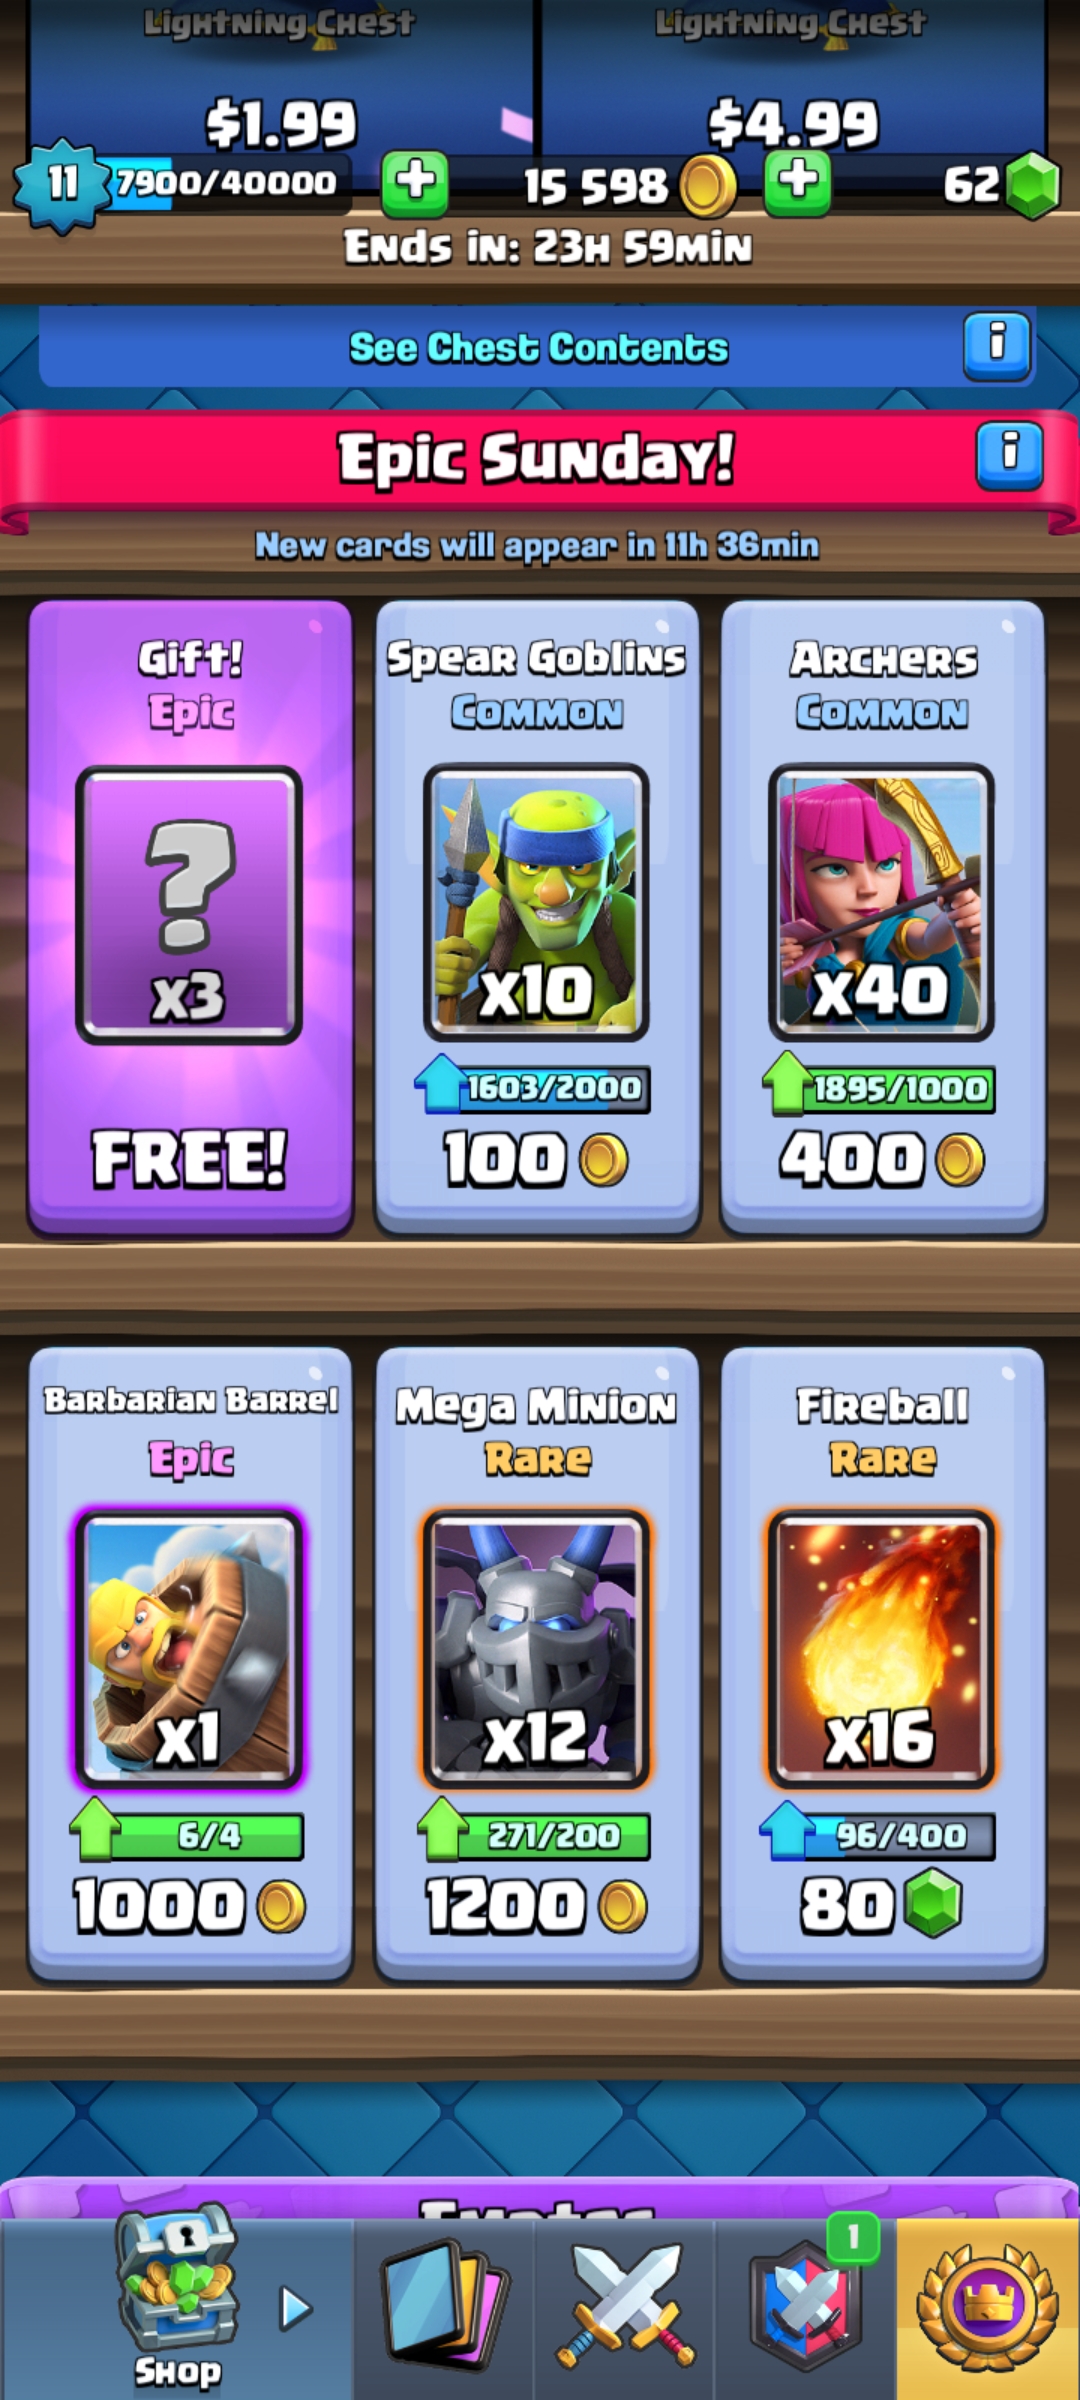 Lightning Chest
Lightning Chest
$1.99
$4.99
11
7900/40000
15 598
62
Ends in: 23h 59min
See Chest Contents
i
Epic Sunday!
i
New cards will appear in 11h 36min
Gift!
Epic
?
x3
FREE!
Spear Goblins
Common
x10
1603/2000
100
Archers
Common
x40
1895/1000
400
Barbarian Barrel
Epic
x1
6/4
1000
Mega Minion
Rare
x12
271/200
1200
Fireball
Rare
x16
96/400
80
1
Shop